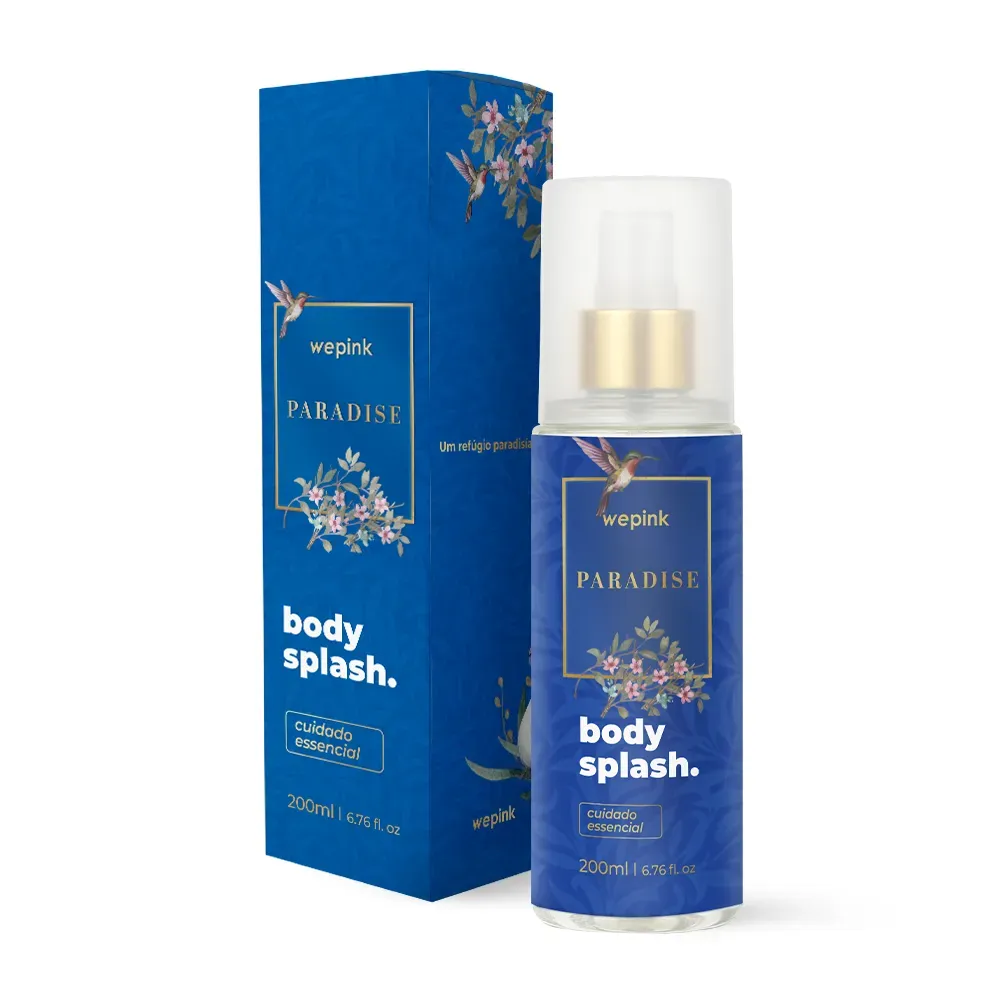 wepink
PARADISE
body
splash.
cuidado
essencial
200ml | 6.76 fl. oz
Um refúgio
wepink
wepink
PARADISE
body
splash.
cuidado
essencial
200ml | 6.76 fl. oz